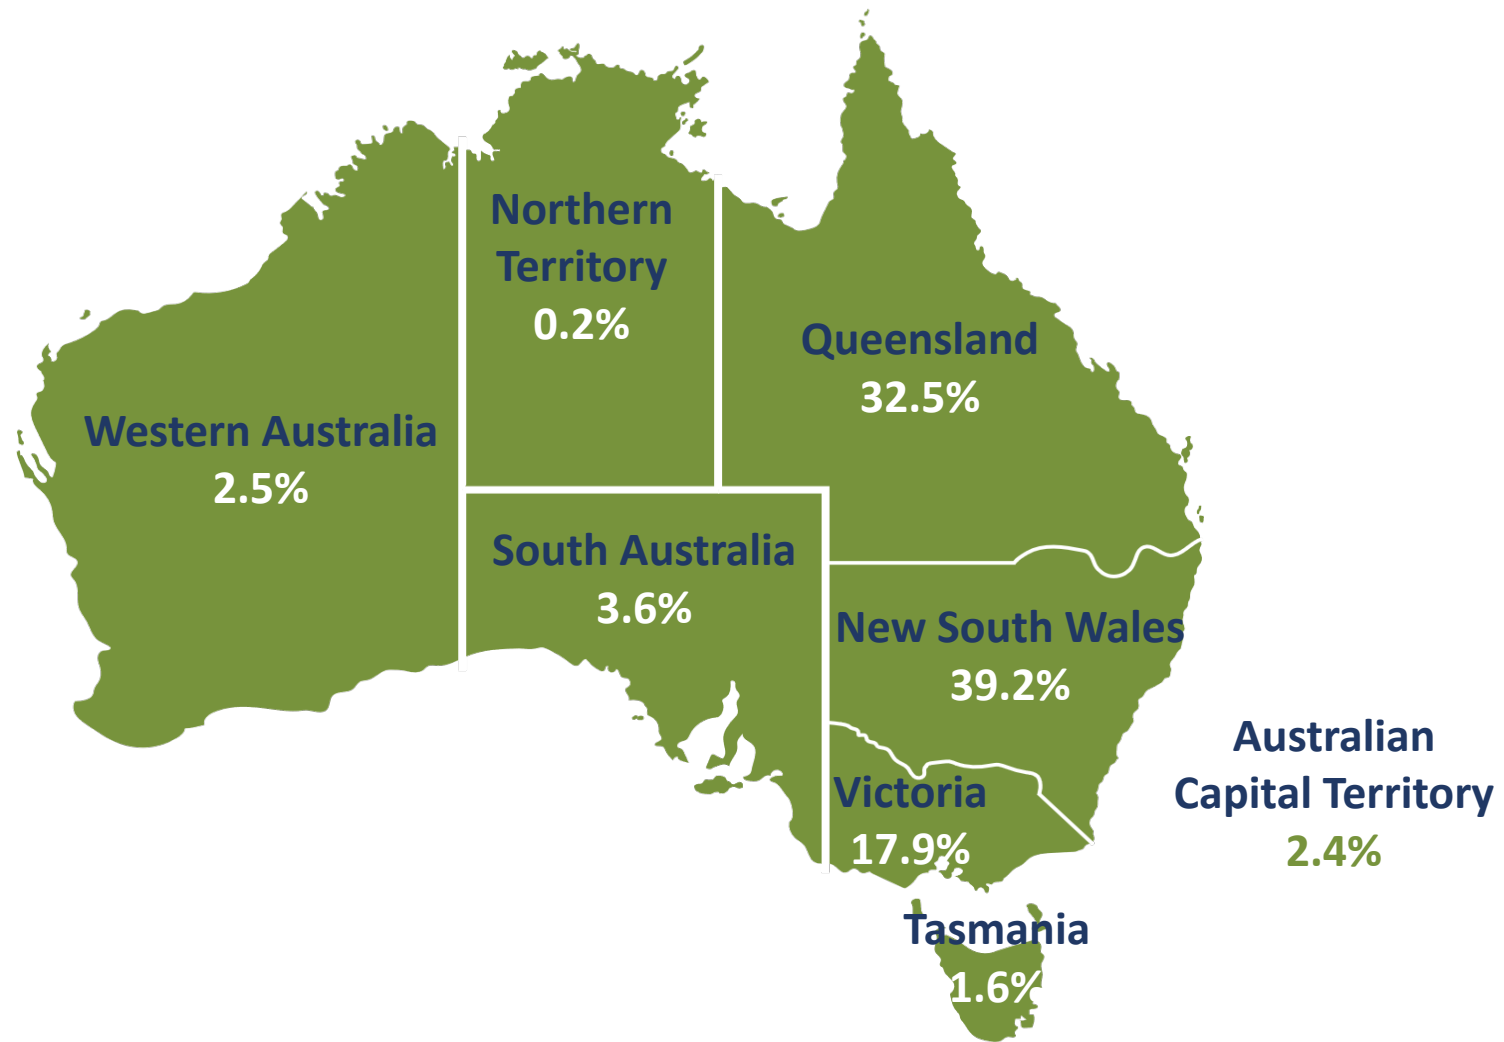 Northern
Territory
0.2%
Queensland
32.5%
Western Australia
2.5%
South Australia
3.6%
New South Wales
39.2%
Australian
Capital Territory
2.4%
Victoria
17.9%
Tasmania
1.6%